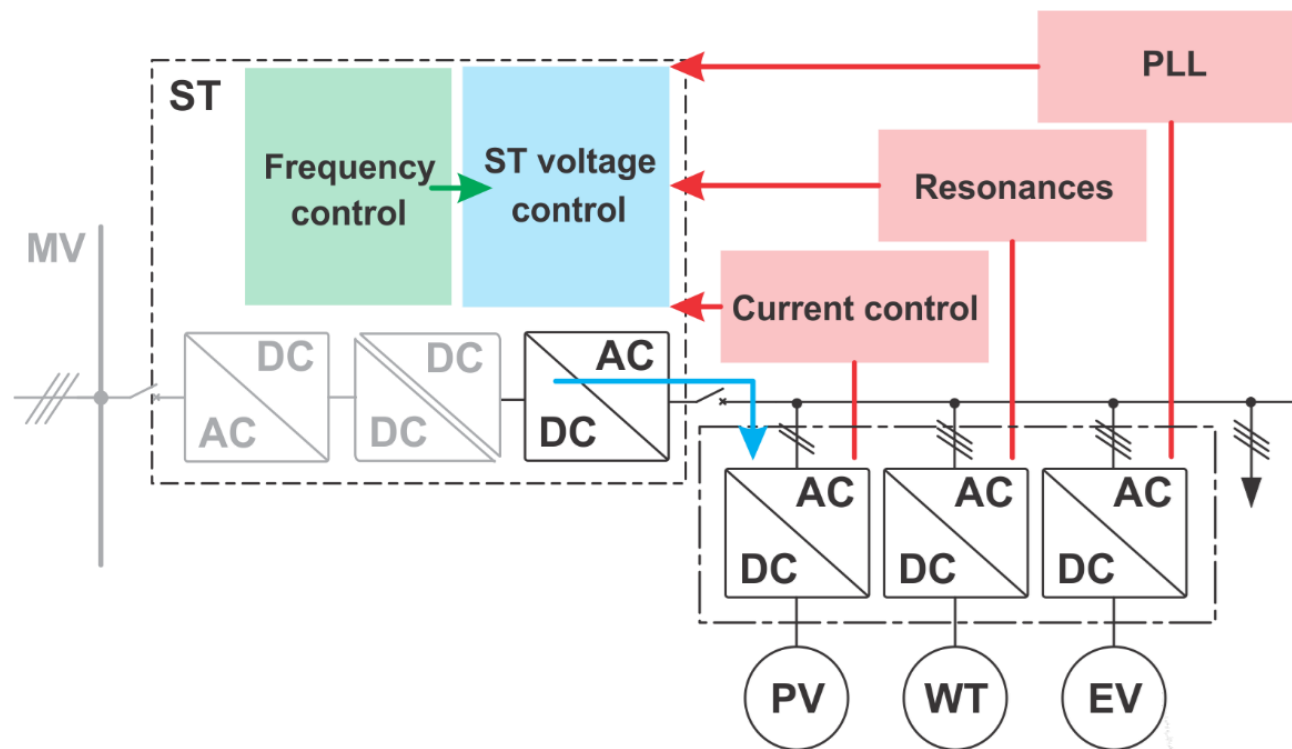 PLL
ST
Frequency
control
ST voltage
control
Resonances
MV
Current control
DC
AC
DC
DC
AC
DC
AC
DC
AC
DC
AC
DC
PV
WT
EV